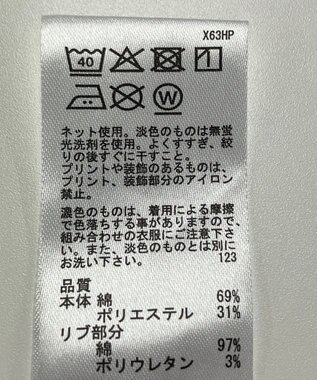 X63HP
40
W
ネット使用。淡色のものは無蛍
光洗剤を使用。よくすすぎ、絞
りの後すぐに干すこと。
プリントや装飾のあるものは、
プリント、装飾部分のアイロン
禁止。
濃色のものは、着用による摩擦
で色落ちする事がありますので、
組み合わせの衣服にご注意下さ
い。また、淡色のものとは別に
お洗い下さい。 123
品質
本体 綿 69%
ポリエステル 31%
リブ部分
綿 97%
ポリウレタン 3%